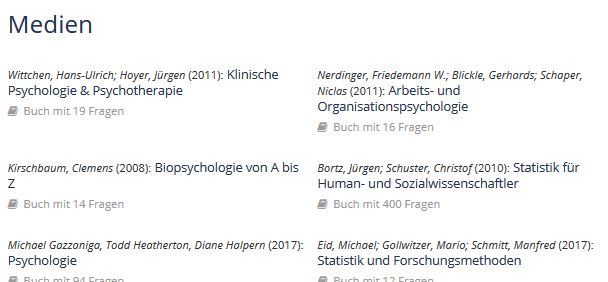 Medien
Wittchen, Hans-Ulrich; Hoyer, Jürgen (2011): Klinische
Psychologie & Psychotherapie
Buch mit 19 Fragen
Nerdinger, Friedemann W.; Blickle, Gerhards; Schaper,
Niclas (2011): Arbeits- und
Organisationspsychologie
Buch mit 16 Fragen
Kirschbaum, Clemens (2008): Biopsychologie von A bis
Z
Buch mit 14 Fragen
Bortz, Jürgen; Schuster, Christof (2010): Statistik für
Human- und Sozialwissenschaftler
Buch mit 400 Fragen
Michael Gazzaniga, Todd Heatherton, Diane Halpern (2017):
Psychologie
Buch mit 94 Fragen
Eid, Michael; Gollwitzer, Mario; Schmitt, Manfred (2017):
Statistik und Forschungsmethoden
Buch mit 12 Fragen